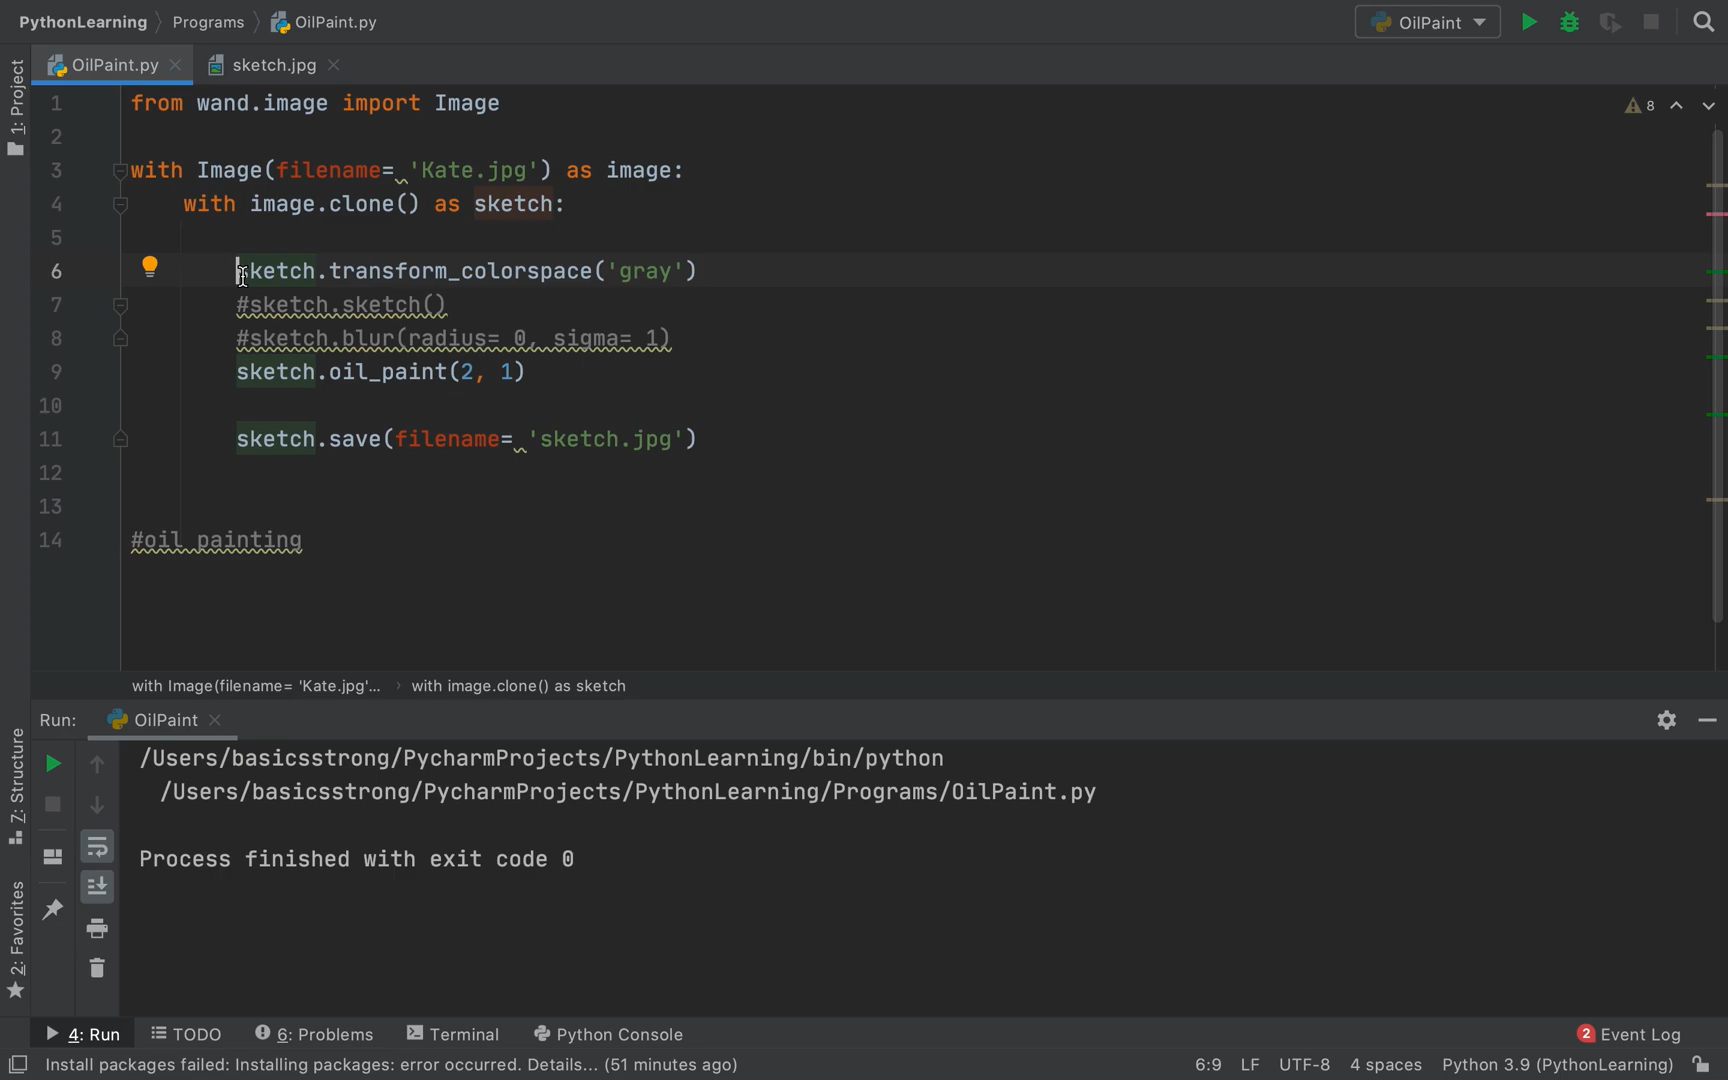 PythonLearning Programs OilPaint.py OilPaint
OilPaint.py sketch.jpg
1: Project
1 from wand.image import Image 8
2
3 with Image(filename= 'Kate.jpg') as image:
4 with image.clone() as sketch:
5
6 sketch.transform_colorspace('gray')
7 #sketch.sketch()
8 #sketch.blur(radius= 0, sigma= 1)
9 sketch.oil_paint(2, 1)
10
11 sketch.save(filename= 'sketch.jpg')
12
13
14 #oil painting
with Image(filename= 'Kate.jpg'... › with image.clone() as sketch
Run: OilPaint
7: Structure
2: Favorites
/Users/basicsstrong/PycharmProjects/PythonLearning/bin/python
/Users/basicsstrong/PycharmProjects/PythonLearning/Programs/OilPaint.py
Process finished with exit code 0
4: Run TODO 6: Problems Terminal Python Console 2 Event Log
Install packages failed: Installing packages: error occurred. Details... (51 minutes ago) 6:9 LF UTF-8 4 spaces Python 3.9 (PythonLearning)